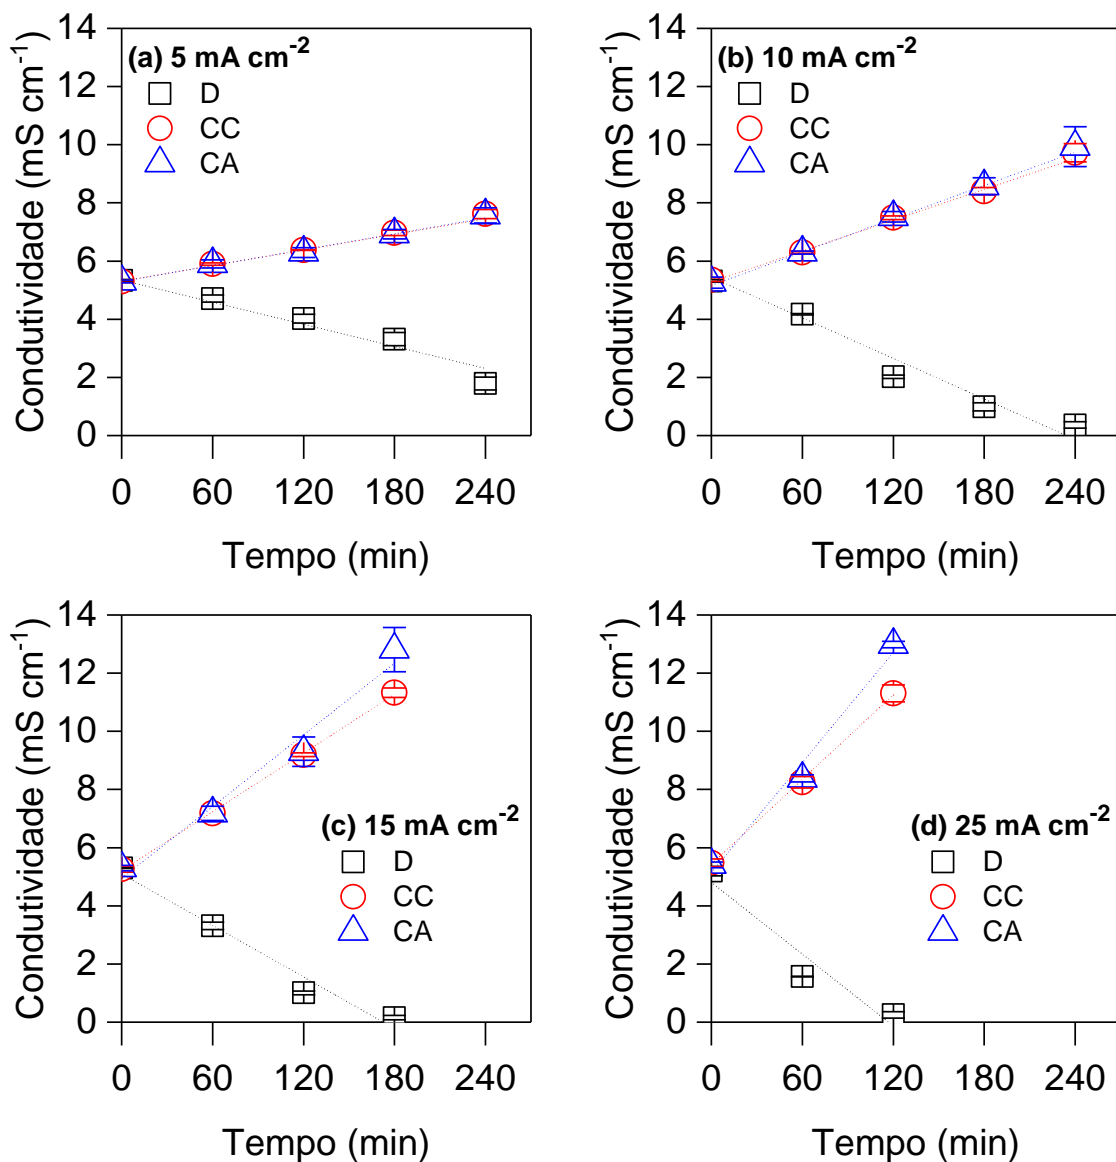 14
12
10
8
6
4
2
0
Condutividade (mS cm⁻¹)
(a) 5 mA cm⁻²
D
CC
CA
0 60 120 180 240
Tempo (min)
14
12
10
8
6
4
2
0
Condutividade (mS cm⁻¹)
(b) 10 mA cm⁻²
D
CC
CA
0 60 120 180 240
Tempo (min)
14
12
10
8
6
4
2
0
Condutividade (mS cm⁻¹)
(c) 15 mA cm⁻²
D
CC
CA
0 60 120 180 240
Tempo (min)
14
12
10
8
6
4
2
0
Condutividade (mS cm⁻¹)
(d) 25 mA cm⁻²
D
CC
CA
0 60 120 180 240
Tempo (min)